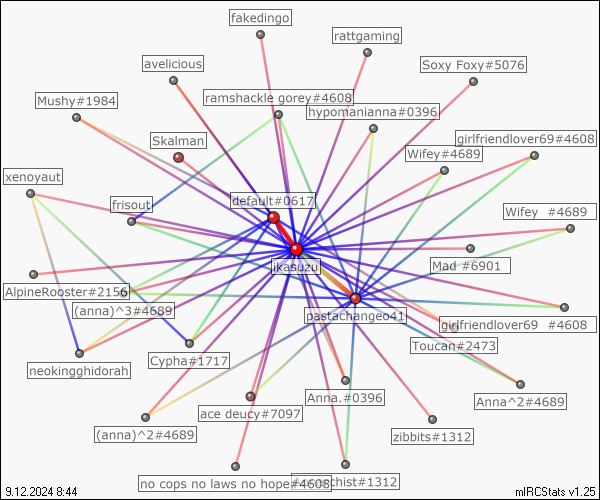 fakedingo
rattgaming
avelicious
Soxy Foxy#5076
Mushy#1984
ramshackle gorey#4608
hypomanianna#0396
Skalman
girlfriendlover69#4608
Wifey#4689
xenoyaut
frisout
default#0617
Wifey #4689
ikasuzu
Mad #6901
AlpineRooster#2156
(anna)^3#4689
pastachangeo41
girlfriendlover69 #4608
Toucan#2473
Cypha#1717
neokingghidorah
Anna.#0396
Anna^2#4689
ace deucy#7097
(anna)^2#4689
zibbits#1312
no cops no laws no hope#4608
#1312
9.12.2024 8:44
mIRCStats v1.25